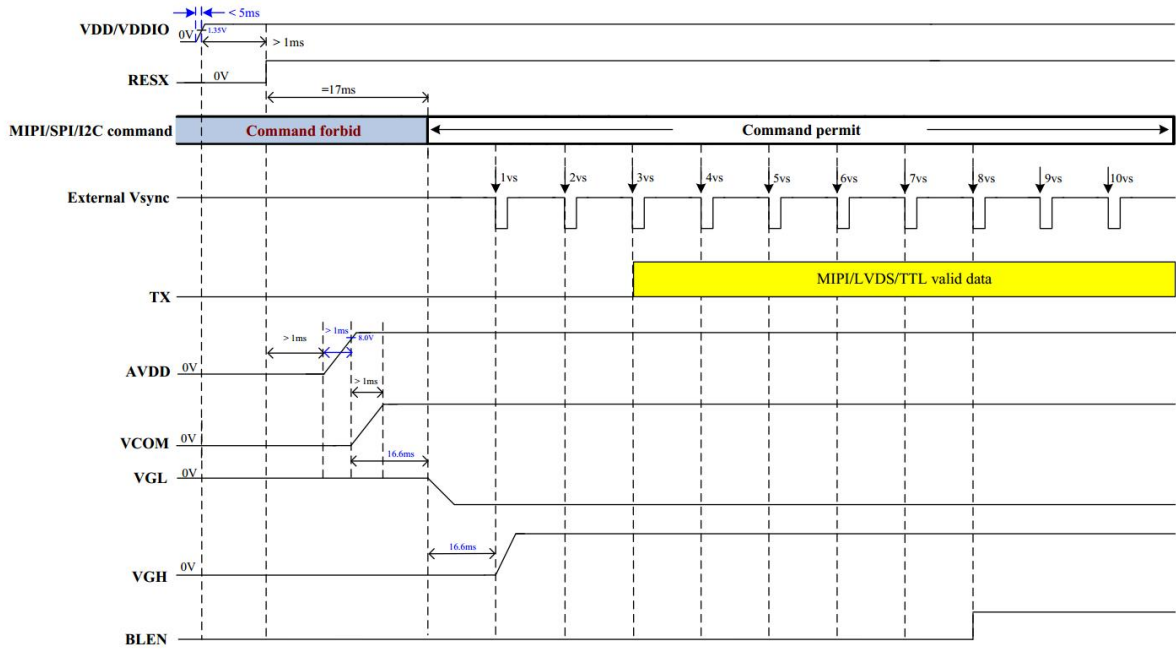 < 5ms
VDD/VDDIO
0V
1.35V
> 1ms
RESX
0V
=17ms
MIPI/SPI/I2C command
Command forbid
Command permit
1vs
2vs
3vs
4vs
5vs
6vs
7vs
8vs
9vs
10vs
External Vsync
MIPI/LVDS/TTL valid data
TX
> 1ms
> 1ms
8.0V
AVDD
0V
> 1ms
VCOM
0V
16.6ms
VGL
0V
16.6ms
VGH
0V
BLEN